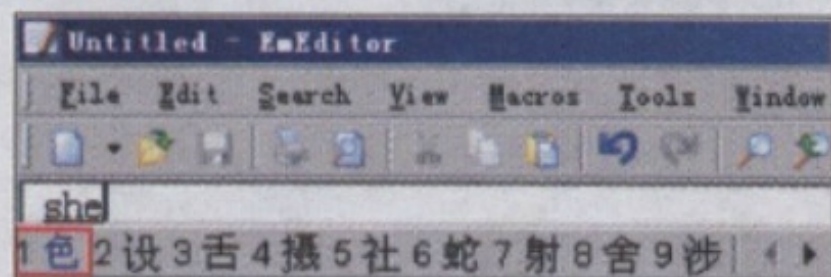 Untitled - EmEditor
File Edit Search View Macros Tools Window
she
1色2设3舌4摄5社6蛇7射8舍9涉